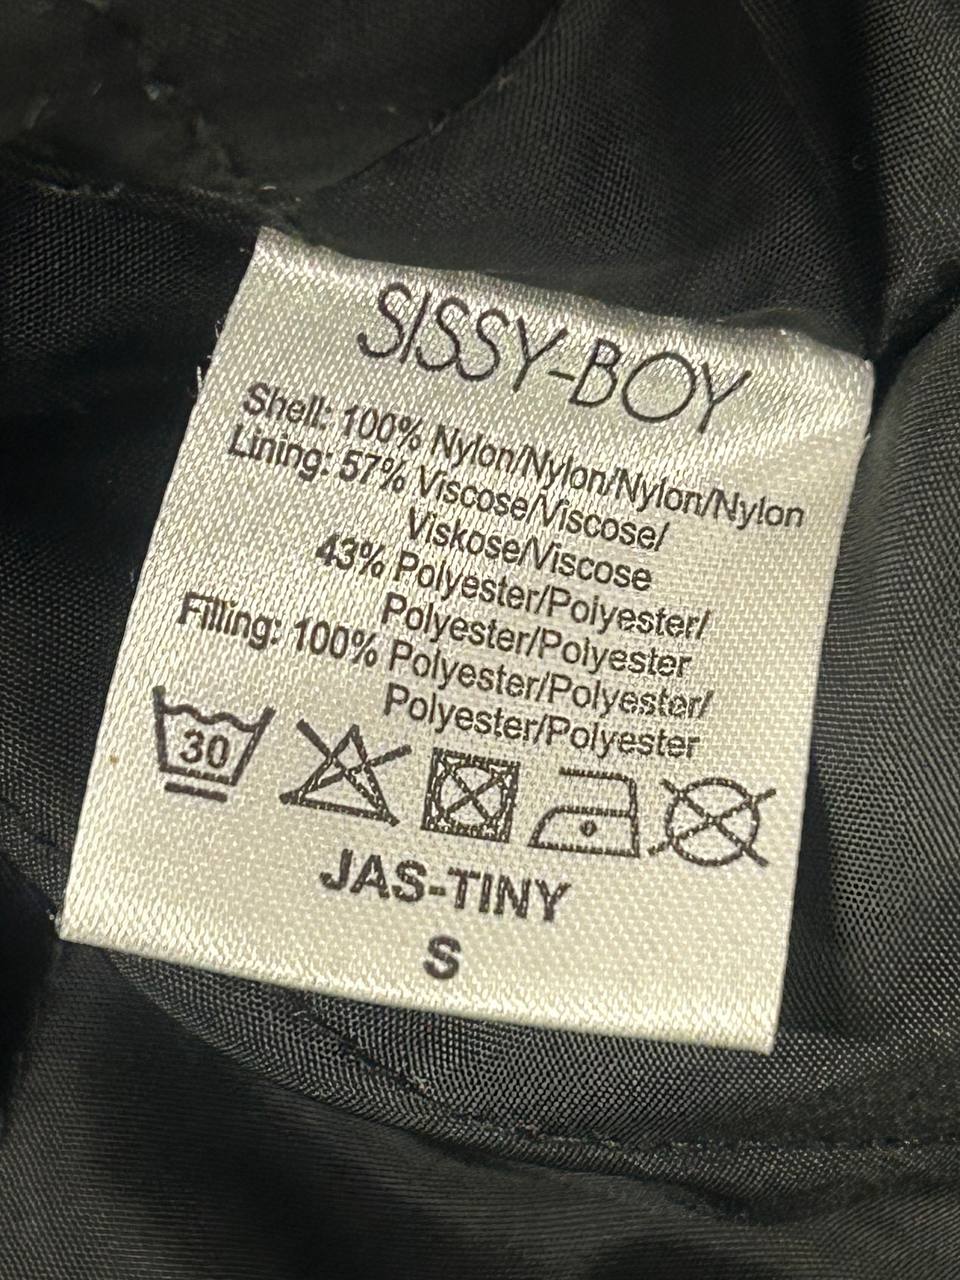 SISSY-BOY
Shell: 100% Nylon/Nylon/Nylon/Nylon
Lining: 57% Viscose/Viscose/
Viskose/Viscose
43% Polyester/Polyester/
Polyester/Polyester
Filling: 100% Polyester/Polyester/
Polyester/Polyester
30
JAS-TINY
S